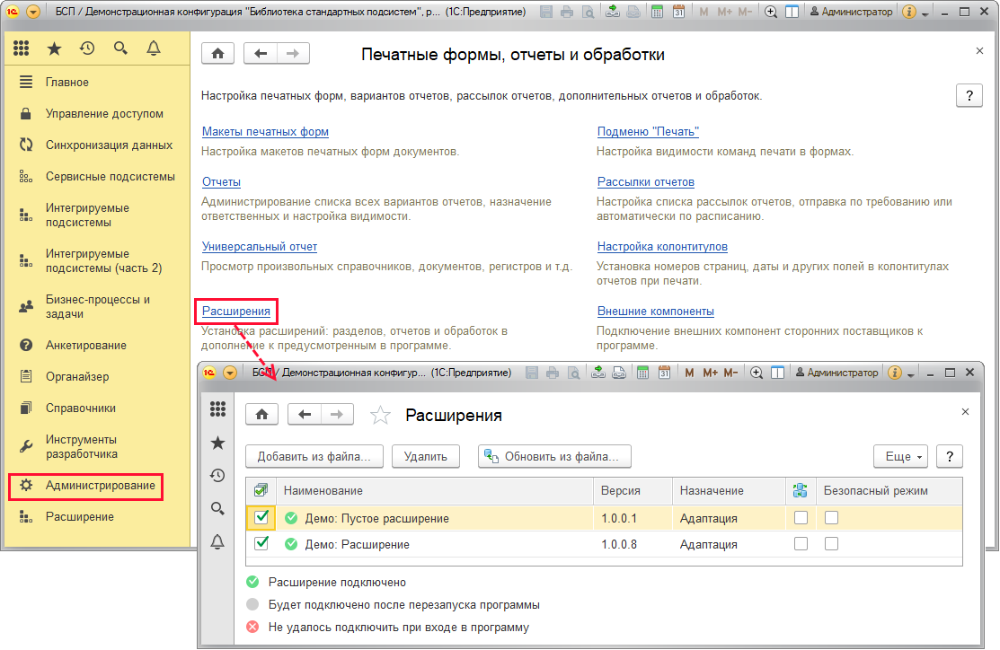 БСП / Демонстрационная конфигурация "Библиотека стандартных подсистем", р... (1С:Предприятие)
M M+ M-
31
Администратор
Главное
Управление доступом
Синхронизация данных
Сервисные подсистемы
Интегрируемые
подсистемы
Интегрируемые
подсистемы (часть 2)
Бизнес-процессы и
задачи
Анкетирование
Органайзер
Справочники
Инструменты
разработчика
Администрирование
Расширение
Печатные формы, отчеты и обработки
Настройка печатных форм, вариантов отчетов, рассылок отчетов, дополнительных отчетов и обработок.
?
Макеты печатных форм
Настройка макетов печатных форм документов.
Отчеты
Администрирование списка всех вариантов отчетов, назначение
ответственных и настройка видимости.
Универсальный отчет
Просмотр произвольных справочников, документов, регистров и т.д.
Расширения
Установка расширений: разделов, отчетов и обработок в
дополнение к предусмотренным в программе.
Подменю "Печать"
Настройка видимости команд печати в формах.
Рассылки отчетов
Настройка списка рассылок отчетов, отправка по требованию или
автоматически по расписанию.
Настройка колонтитулов
Установка номеров страниц, даты и других полей в колонтитулах
отчетов при печати.
Внешние компоненты
Подключение внешних компонент сторонних поставщиков к
программе.
БСП / Демонстрационная конфигур... (1С:Предприятие)
31
M M+ M-
Администратор
Расширения
Добавить из файла... Удалить Обновить из файла... Еще ?
Наименование Версия Назначение Безопасный режим
Демо: Пустое расширение 1.0.0.1 Адаптация
Демо: Расширение 1.0.0.8 Адаптация
Расширение подключено
Будет подключено после перезапуска программы
Не удалось подключить при входе в программу